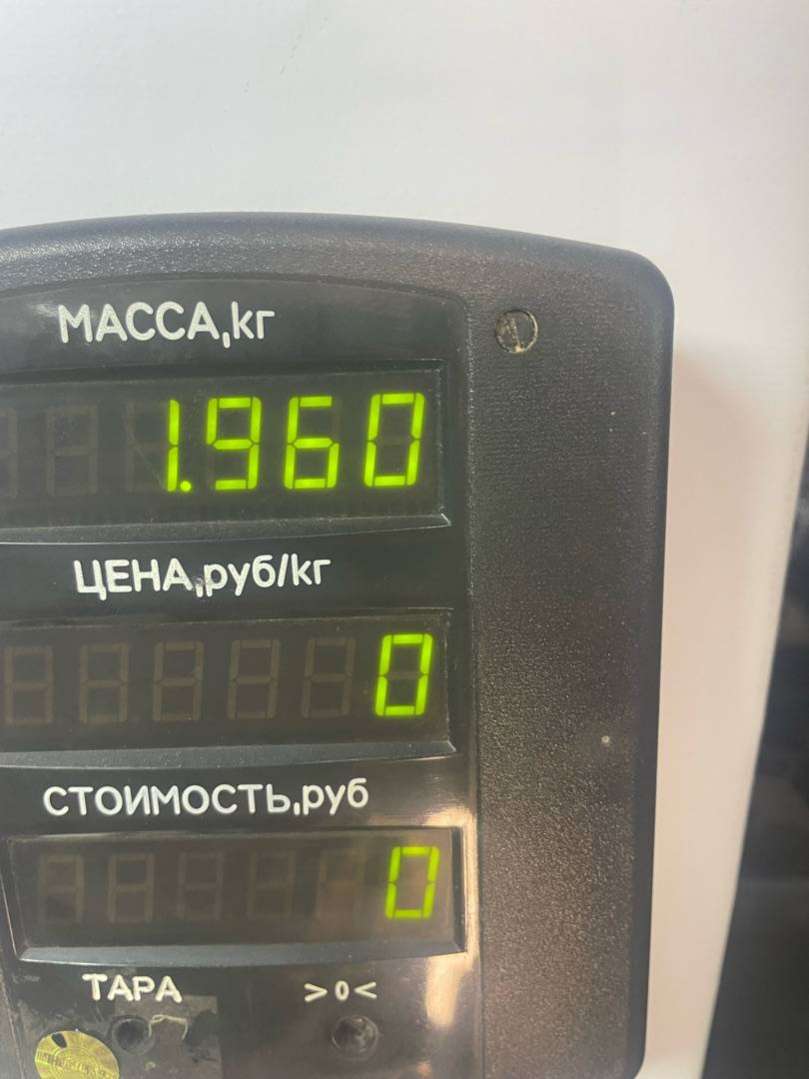 МАССА,кг
1.960
ЦЕНА,руб/кг
0
СТОИМОСТЬ,руб
0
ТАРА >0<